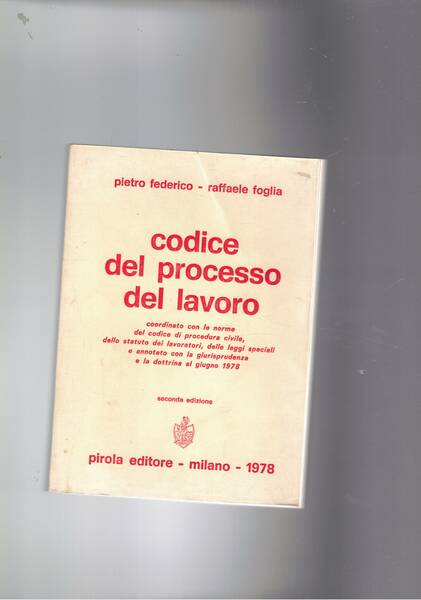 pietro federico - raffaele foglia
codice
del processo
del lavoro
coordinato con le norme
del codice di procedura civile,
dello statuto dei lavoratori, delle leggi speciali
e annotato con la giurisprudenza
e la dottrina al giugno 1978
seconda edizione
pirola editore - milano - 1978